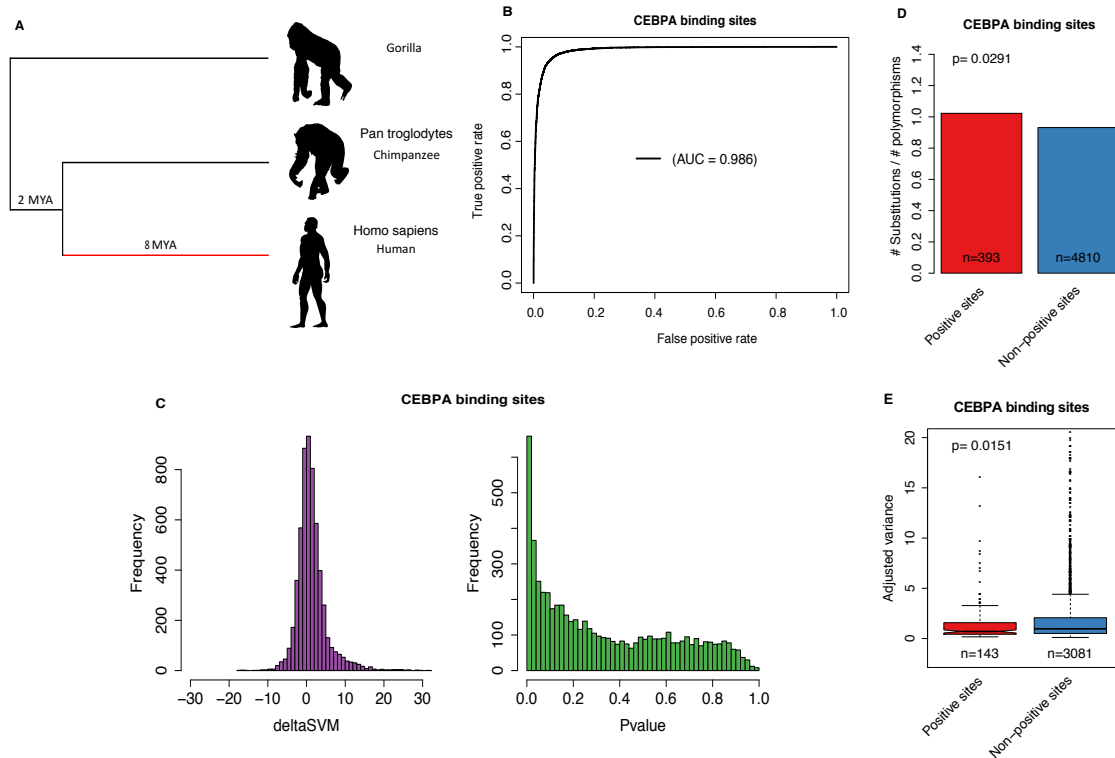 A
Gorilla
Pan troglodytes
Chimpanzee
2 MYA
Homo sapiens
Human
8 MYA
B
CEBPA binding sites
True positive rate
0.0 0.2 0.4 0.6 0.8 1.0
(AUC = 0.986)
0.0 0.2 0.4 0.6 0.8 1.0
False positive rate
D
CEBPA binding sites
# Substitutions / # polymorphisms
0.0 0.2 0.4 0.6 0.8 1.0 1.2 1.4
p= 0.0291
n=393
n=4810
Positive sites
Non−positive sites
C
CEBPA binding sites
Frequency
0 200 400 600 800
−30 −20 −10 0 10 20 30
deltaSVM
Frequency
0 100 300 500
0.0 0.2 0.4 0.6 0.8 1.0
Pvalue
E
CEBPA binding sites
Adjusted variance
0 5 10 15 20
p= 0.0151
n=143
n=3081
Positive sites
Non−positive sites